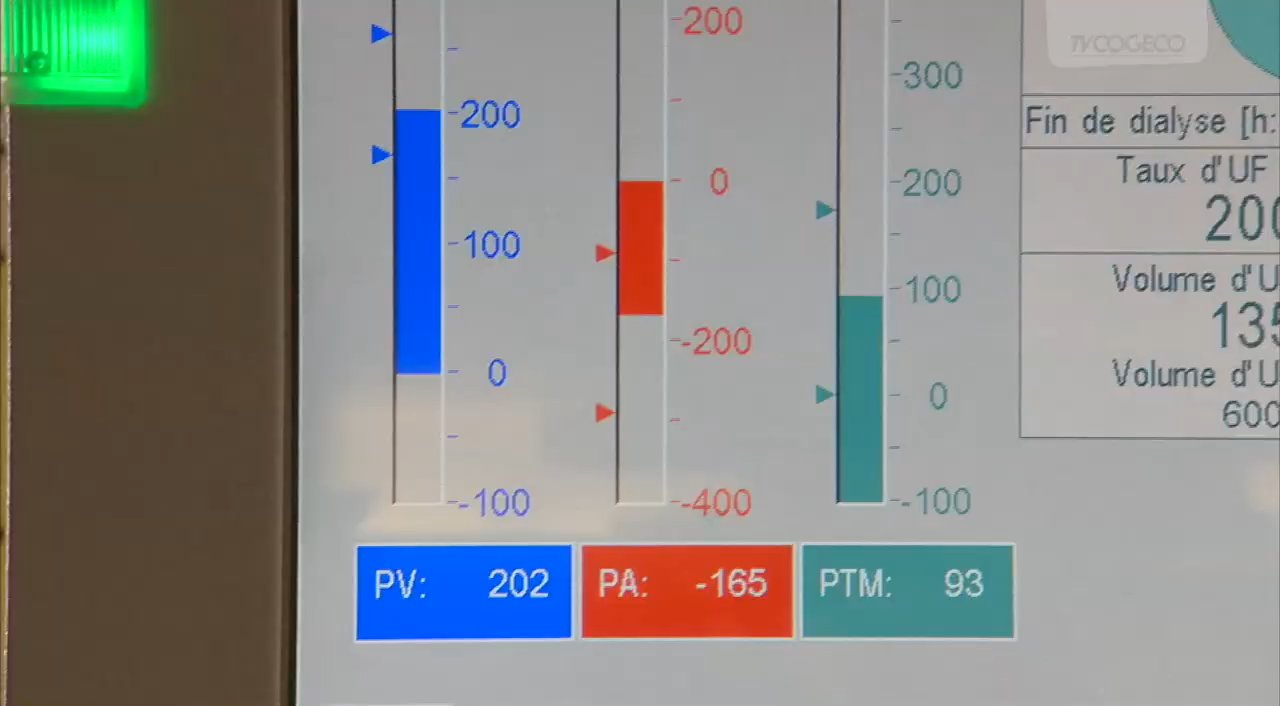 200
100
0
-100
200
0
-200
-400
300
200
100
0
-100
TVCOGECO
Fin de dialyse [h:
Taux d'UF
200
Volume d'U
135
Volume d'U
600
PV: 202
PA: -165
PTM: 93